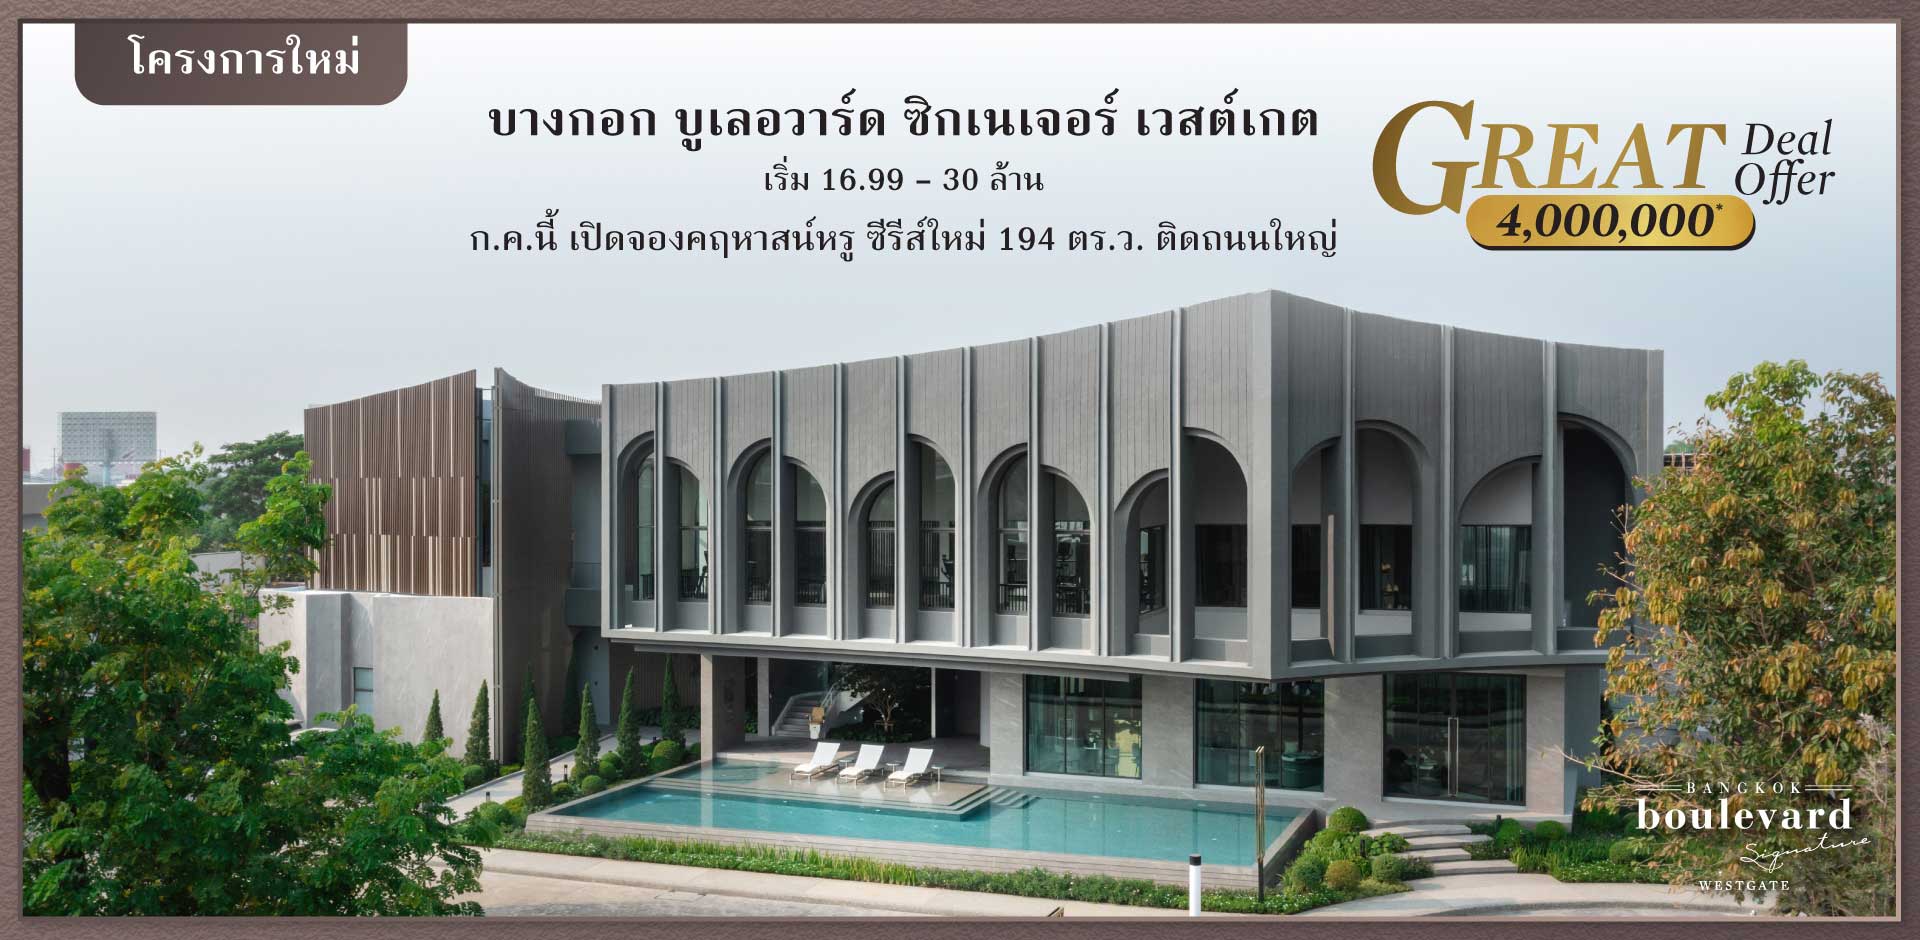 โครงการใหม่
บางกอก บูเลอวาร์ด ซิกเนเจอร์ เวสต์เกต
เริ่ม 16.99 – 30 ล้าน
ก.ค.นี้ เปิดจองคฤหาสน์หรู ซีรีส์ใหม่ 194 ตร.ว. ติดถนนใหญ่
GREAT Deal Offer
4,000,000*
BANGKOK
boulevard
Signature
WESTGATE